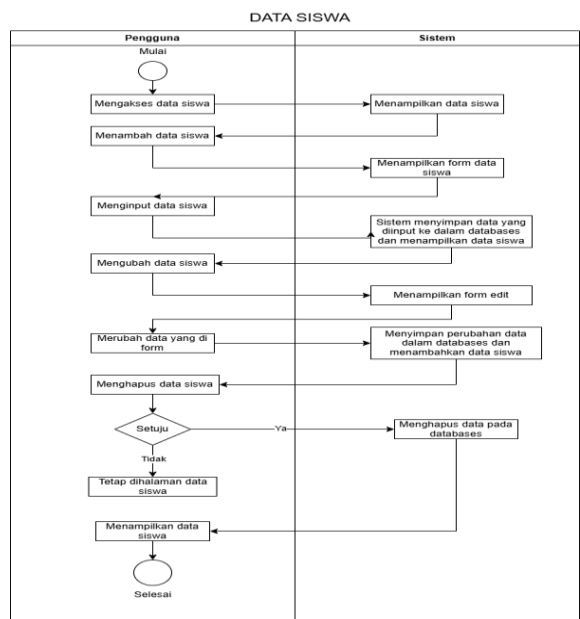 DATA SISWA
Pengguna
Sistem
Mulai
Mengakses data siswa
Menampilkan data siswa
Menambah data siswa
Menampilkan form data
siswa
Menginput data siswa
Sistem menyimpan data yang
diinput ke dalam databases
dan menampilkan data siswa
Mengubah data siswa
Menampilkan form edit
Merubah data yang di
form
Menyimpan perubahan data
dalam databases dan
menambahkan data siswa
Menghapus data siswa
Setuju
Ya
Menghapus data pada
databases
Tidak
Tetap dihalaman data
siswa
Menampilkan data
siswa
Selesai